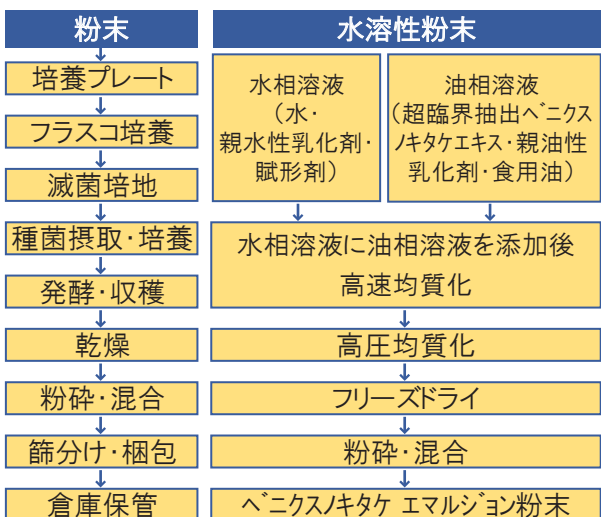 粉末
培養プレート
フラスコ培養
滅菌培地
種菌摂取・培養
発酵・収穫
乾燥
粉砕・混合
篩分け・梱包
倉庫保管
水溶性粉末
水相溶液
（水・
親水性乳化剤・
賦形剤）
油相溶液
（超臨界抽出ベニクス
ノキタケエキス・親油性
乳化剤・食用油）
水相溶液に油相溶液を添加後
高速均質化
高圧均質化
フリーズドライ
粉砕・混合
ベニクスノキタケ エマルジョン粉末